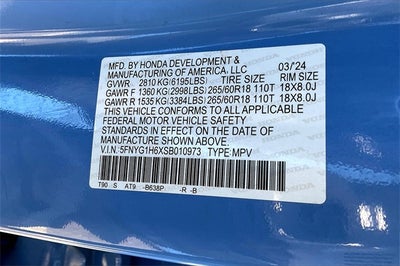 MFD. BY HONDA DEVELOPMENT & 03/24
MANUFACTURING OF AMERICA, LLC
GVWR 2810 KG(6195LBS) TIRE SIZE RIM SIZE
GAWR F 1360 KG(2998LBS) 265/60R18 110T 18X8.0J
GAWR R 1535 KG(3384LBS) 265/60R18 110T 18X8.0J
THIS VEHICLE CONFORMS TO ALL APPLICABLE
FEDERAL MOTOR VEHICLE SAFETY
STANDARDS IN EFFECT ON THE DATE OF
MANUFACTURE SHOWN ABOVE.
V.I.N. 5FNYG1H6XSB010973 TYPE MPV
T90 S AT9 -B638P -R -B